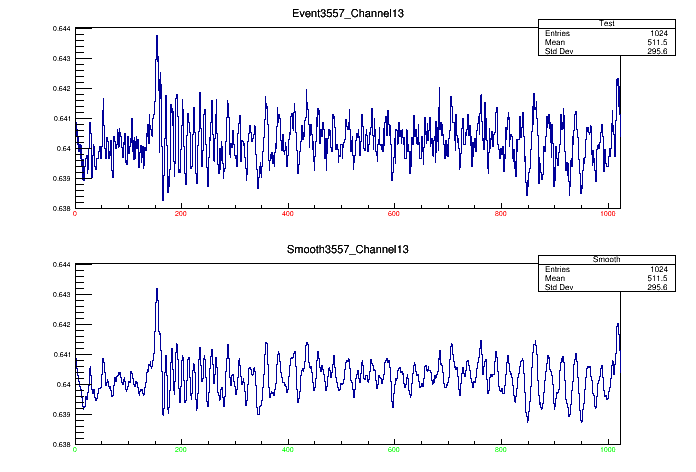 Event3557_Channel13
Test
Entries 1024
Mean 511.5
Std Dev 295.6
0.644
0.643
0.642
0.641
0.64
0.639
0.638
0 200 400 600 800 1000
Smooth3557_Channel13
Smooth
Entries 1024
Mean 511.5
Std Dev 295.6
0.644
0.643
0.642
0.641
0.64
0.639
0.638
0 200 400 600 800 1000